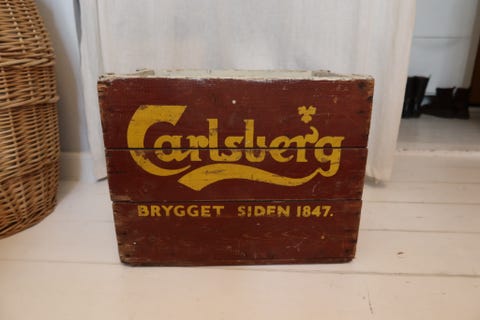 Carlsberg
BRYGGET SIDEN 1847.